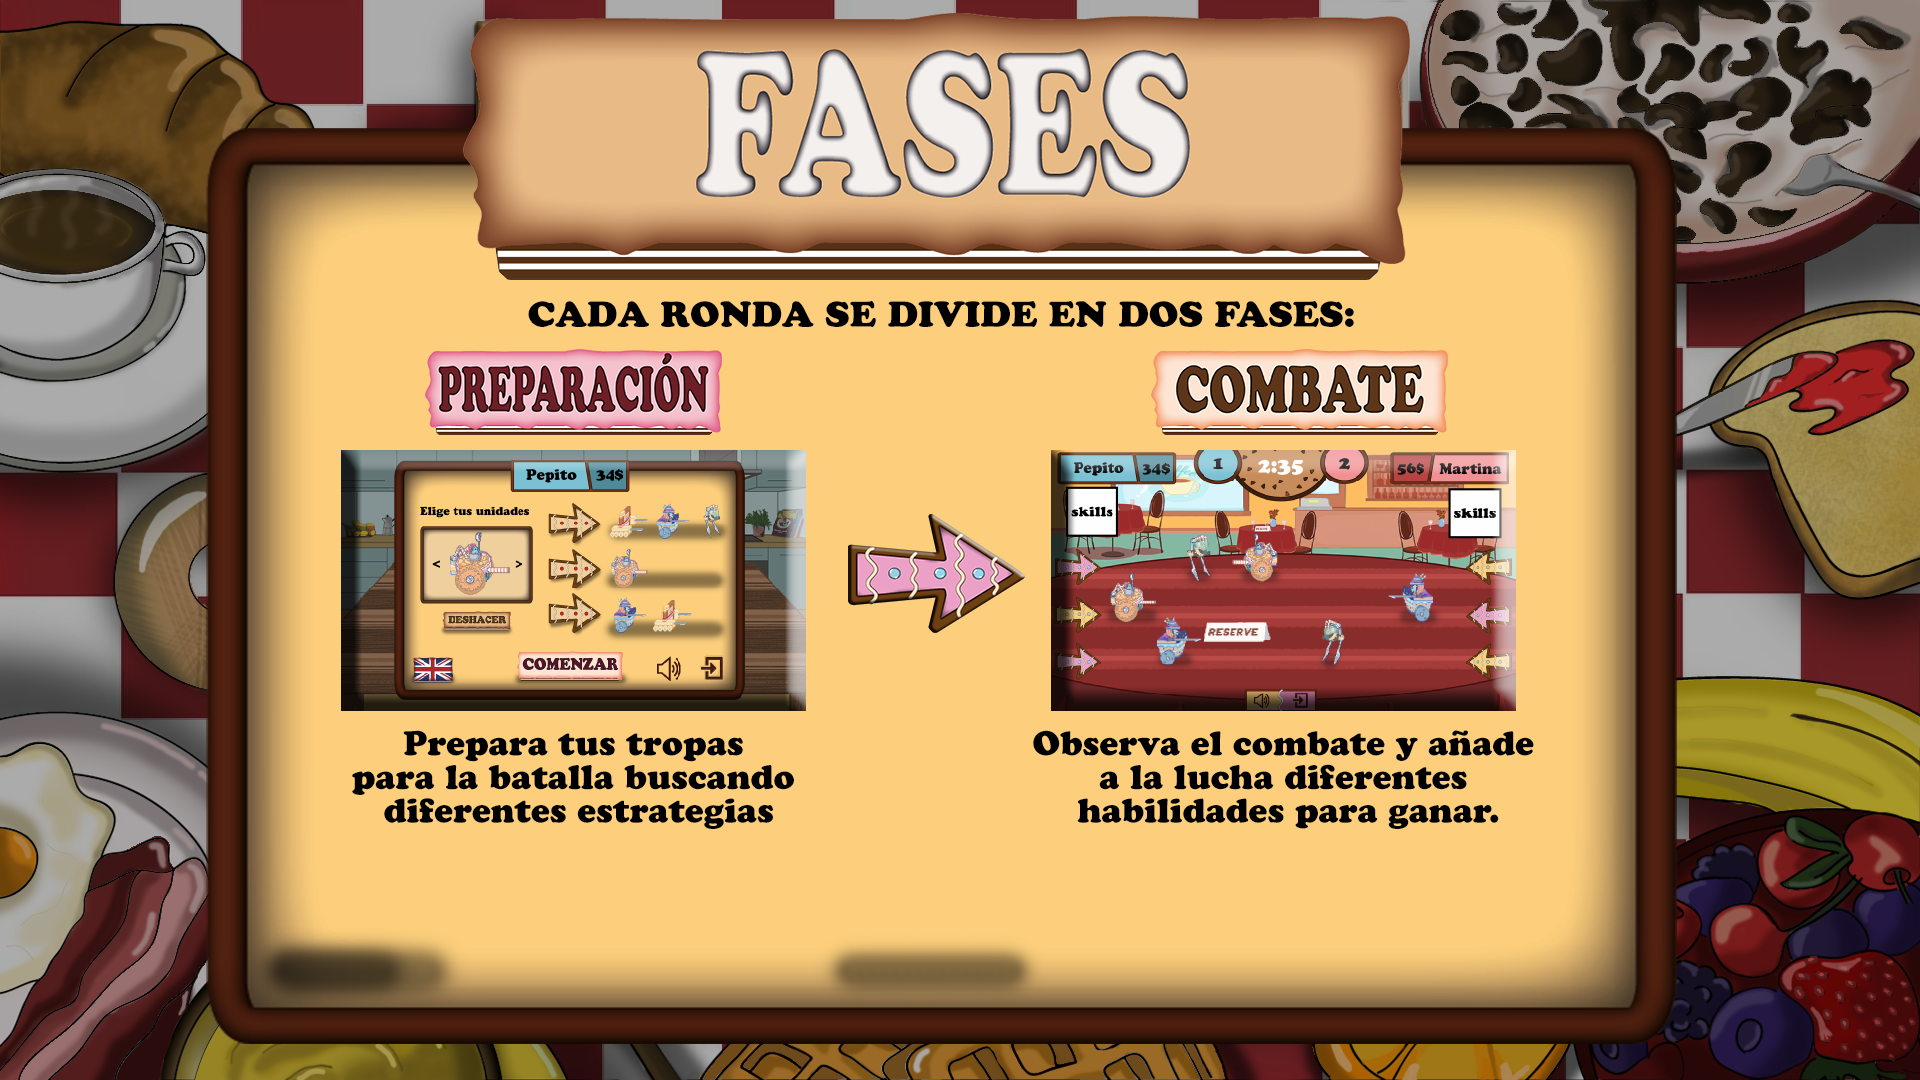 FASES
CADA RONDA SE DIVIDE EN DOS FASES:
PREPARACIÓN
Pepito 34$
Elige tus unidades
< >
DESHACER
COMENZAR
Prepara tus tropas
para la batalla buscando
diferentes estrategias
COMBATE
Pepito 34$ 1 2:35 2 56$ Martina
skills skills
RESERVE
Observa el combate y añade
a la lucha diferentes
habilidades para ganar.